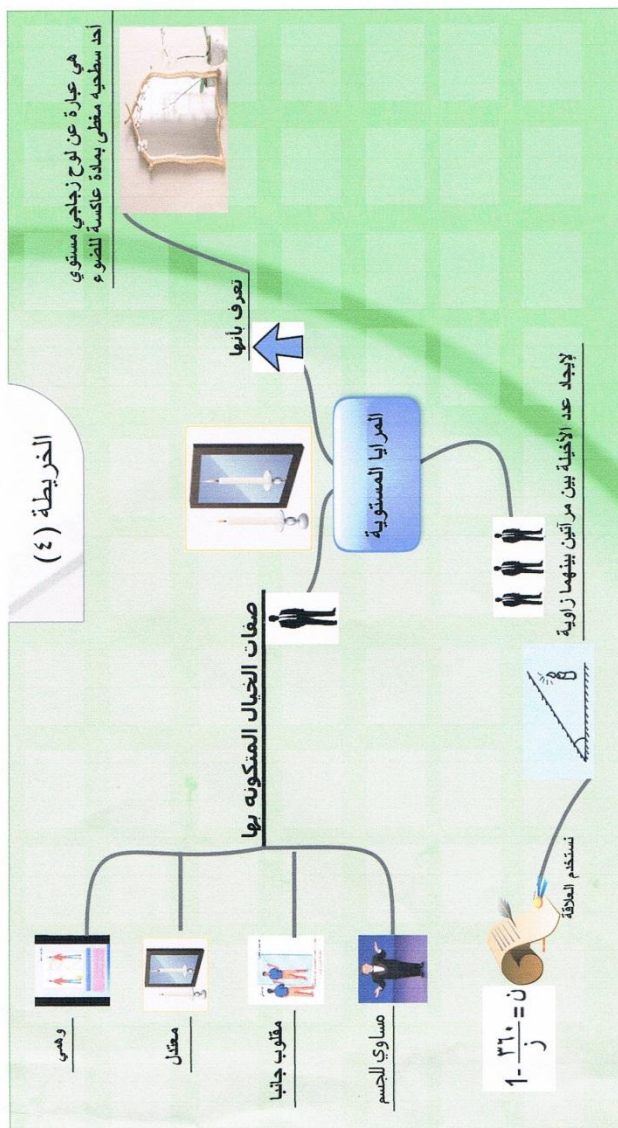 الخريطة (٤)
المرايا المستوية
تعرف بأنها
هي عبارة عن لوح زجاجي مستوي
أحد سطحيه مغطى بمادة عاكسة للضوء
صفات الخيال المتكونه بها
وهمي
معتدل
مقلوب جانبا
مساوي للجسم
لإيجاد عدد الأخيلة بين مرآتين بينهما زاوية
نستخدم العلاقة
ن = ٣٦٠/ز -1